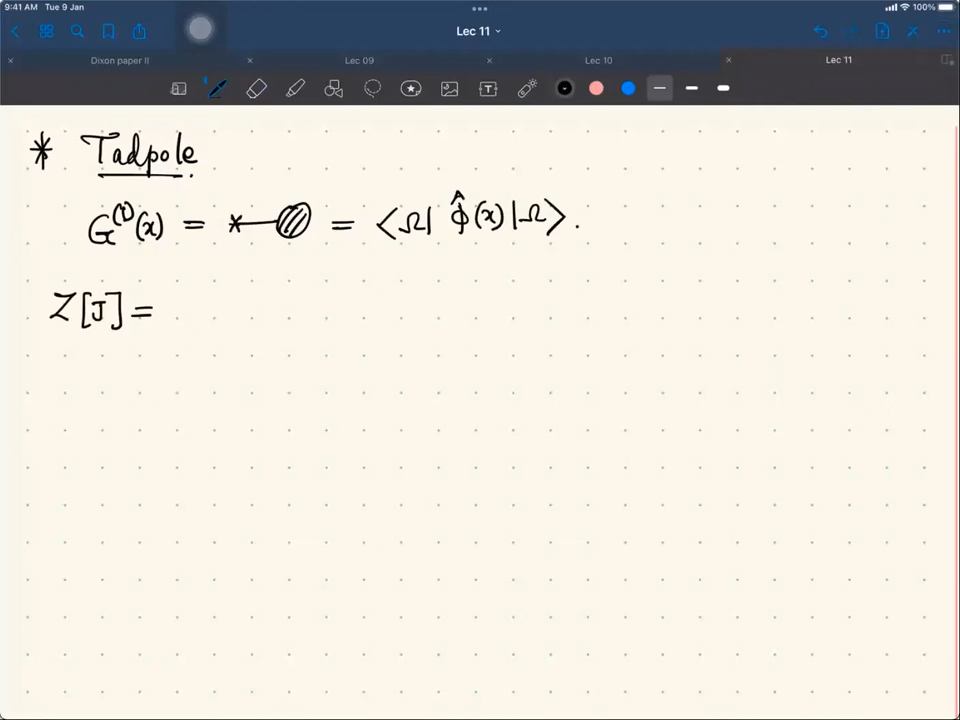 9:41 AM Tue 9 Jan
100%
Lec 11
Dixon paper II
Lec 09
Lec 10
Lec 11
* Tadpole.
G^(1)(x) = = <Ω| φ̂(x) |Ω>.
Z[J] =